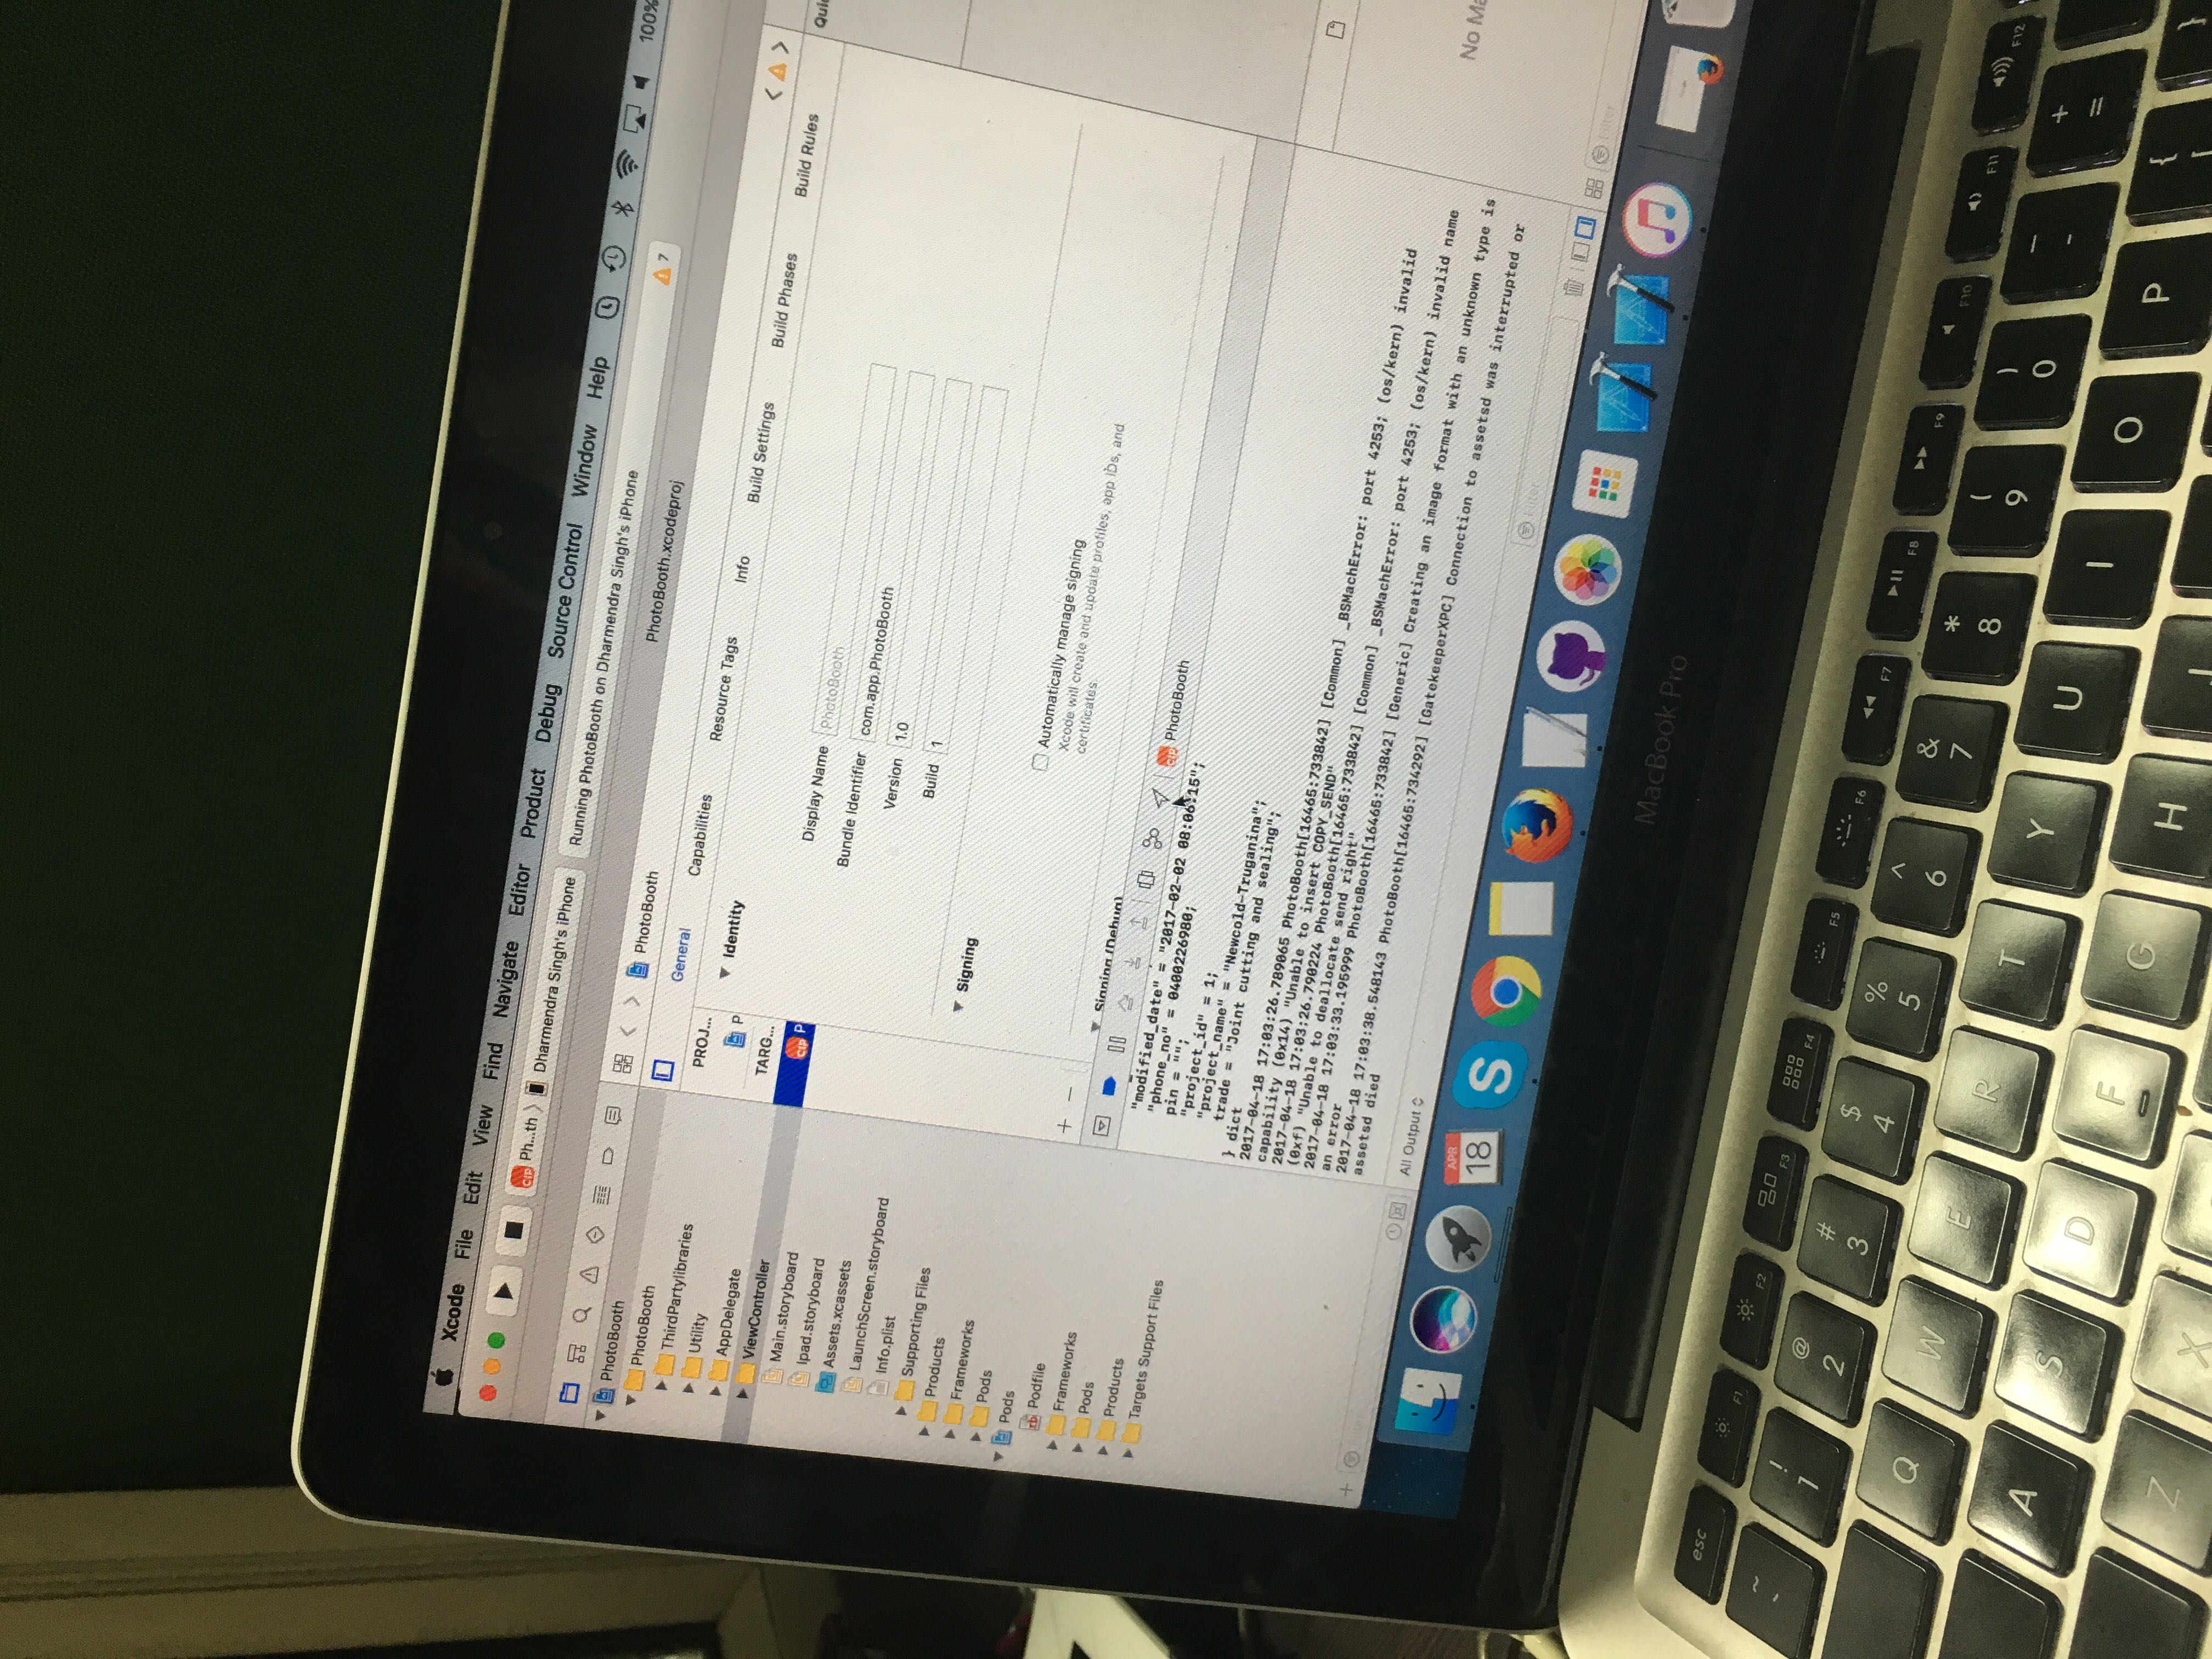 Xcode File Edit View Find Navigate Editor Product Debug Source Control Window Help 100%
Ph...th Dharmendra Singh's iPhone
Running PhotoBooth on Dharmendra Singh's iPhone 7
PhotoBooth.xcodeproj
PhotoBooth
PhotoBooth
ThirdPartylibraries
Utility
AppDelegate
ViewController
Main.storyboard
Ipad.storyboard
Assets.xcassets
LaunchScreen.storyboard
Info.plist
Supporting Files
Products
Frameworks
Pods
Pods
Podfile
Frameworks
Pods
Products
Targets Support Files
PhotoBooth
General Capabilities Resource Tags Info Build Settings Build Phases Build Rules
PROJ...
P
TARG...
CIP P
Identity
Display Name PhotoBooth
Bundle Identifier com.app.PhotoBooth
Version 1.0
Build 1
Signing
Automatically manage signing
Xcode will create and update profiles, app IDs, and
certificates.
Signing (Debug)
PhotoBooth
"modified_date" = "2017-02-02 08:06:15";
"phone_no" = 0400226980;
pin = "";
"project_id" = 1;
"project_name" = "Newcold-Truganina";
trade = "Joint cutting and sealing";
} dict
2017-04-18 17:03:26.789065 PhotoBooth[16465:733842] [Common] _BSMachError: port 4253; (os/kern) invalid
capability (0x14) "Unable to insert COPY_SEND"
2017-04-18 17:03:26.790224 PhotoBooth[16465:733842] [Common] _BSMachError: port 4253; (os/kern) invalid name
(0xf) "Unable to deallocate send right"
2017-04-18 17:03:33.195999 PhotoBooth[16465:733842] [Generic] Creating an image format with an unknown type is
an error
2017-04-18 17:03:38.548143 PhotoBooth[16465:734292] [GatekeeperXPC] Connection to assetsd was interrupted or
assetsd died
All Output
Filter
Filter
No Ma
APR
18
MacBook Pro
esc F1 F2 F3 F4 F5 F6 F7 F8 F9 F10 F11 F12
~ ! @ # $ % ^ & * ( ) — +
1 2 3 4 5 6 7 8 9 0 - =
Q W E R T Y U I O P { }
A S D F G H J
Z X